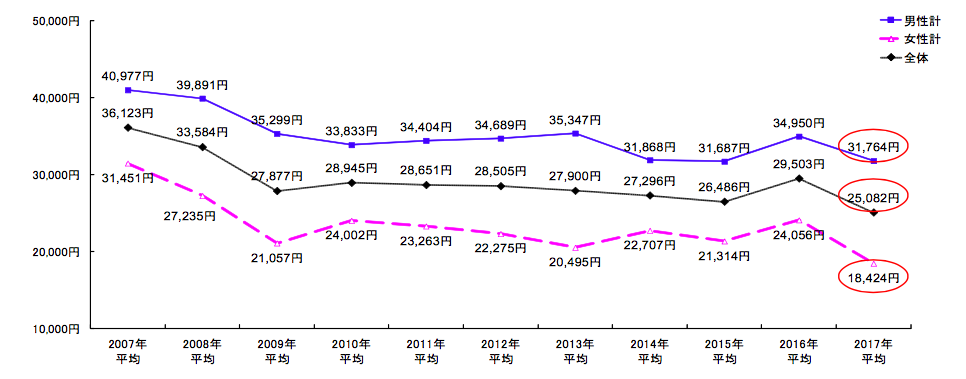 50,000円
40,000円
30,000円
20,000円
10,000円
男性計
女性計
全体
40,977円
39,891円
35,299円
33,833円
34,404円
34,689円
35,347円
31,868円
31,687円
34,950円
31,764円
36,123円
33,584円
27,877円
28,945円
28,651円
28,505円
27,900円
27,296円
26,486円
29,503円
25,082円
31,451円
27,235円
21,057円
24,002円
23,263円
22,275円
20,495円
22,707円
21,314円
24,056円
18,424円
2007年
平均
2008年
平均
2009年
平均
2010年
平均
2011年
平均
2012年
平均
2013年
平均
2014年
平均
2015年
平均
2016年
平均
2017年
平均